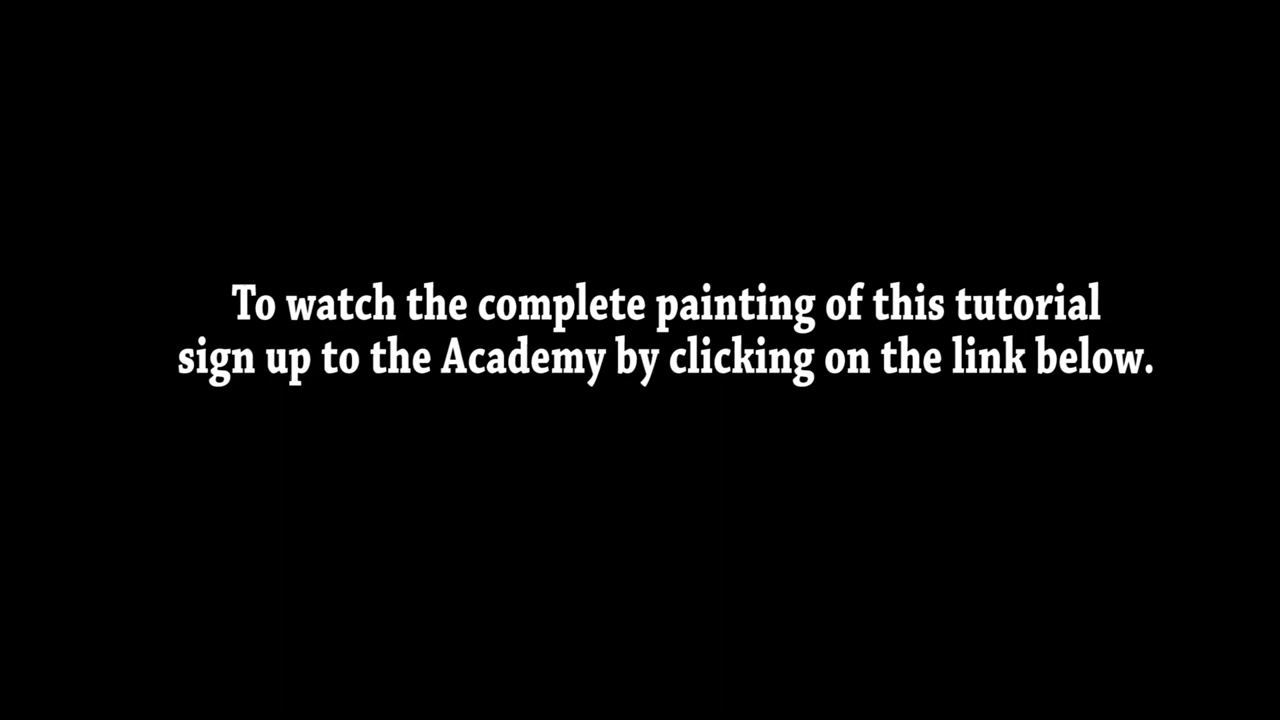 To watch the complete painting of this tutorial
sign up to the Academy by clicking on the link below.